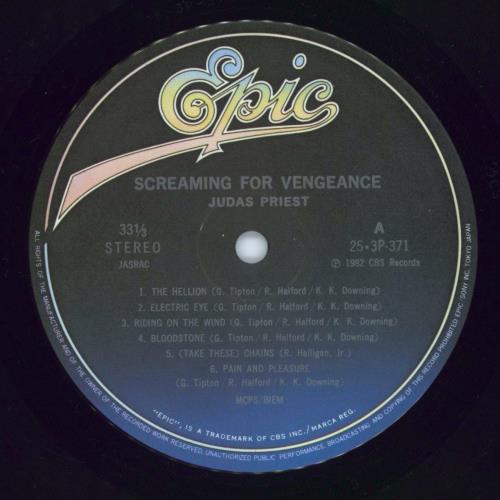 Epic
SCREAMING FOR VENGEANCE
JUDAS PRIEST
33 1/3
STEREO
JASRAC
A
25•3P-371
Ⓟ 1982 CBS Records
1. THE HELLION (G. Tipton/R. Halford/K. K. Downing)
2. ELECTRIC EYE (G. Tipton/R. Halford/K. K. Downing)
3. RIDING ON THE WIND (G. Tipton/R. Halford/K. K. Downing)
4. BLOODSTONE (G. Tipton/R. Halford/K. K. Downing)
5. (TAKE THESE) CHAINS (R. Halligan, Jr.)
6. PAIN AND PLEASURE
(G. Tipton/R. Halford/K. K. Downing)
MCPS/BIEM
"EPIC", IS A TRADEMARK OF CBS INC./MARCA REG.
ALL RIGHTS OF THE MANUFACTURER AND OF THE OWNER OF THE RECORDED WORK RESERVED, UNAUTHORIZED PUBLIC PERFORMANCE, BROADCASTING AND COPYING OF THIS RECORD PROHIBITED EPIC/SONY INC. TOKYO JAPAN